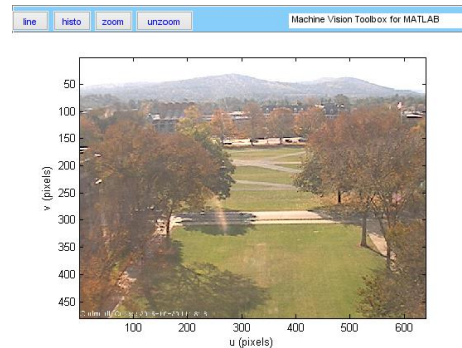 line histo zoom unzoom Machine Vision Toolbox for MATLAB
50
100
150
200
250
300
350
400
450
v (pixels)
100 200 300 400 500 600
u (pixels)